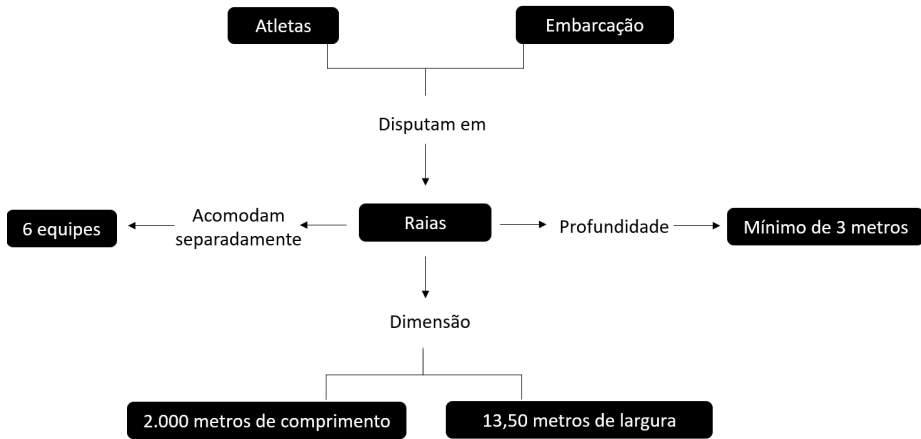 Atletas
Embarcação
Disputam em
6 equipes
Acomodam
separadamente
Raias
Profundidade
Mínimo de 3 metros
Dimensão
2.000 metros de comprimento
13,50 metros de largura